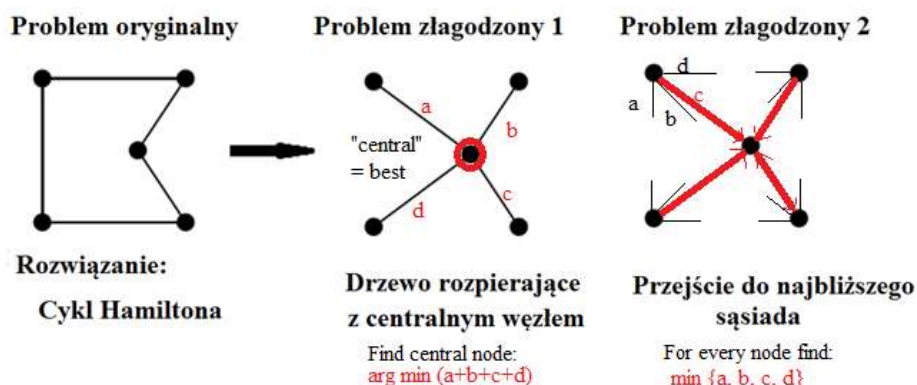 Problem oryginalny
Problem złagodzony 1
Problem złagodzony 2
a
b
"central"
= best
d
c
d
a
c
b
Rozwiązanie:
Cykl Hamiltona
Drzewo rozpierające
z centralnym węzłem
Find central node:
arg min (a+b+c+d)
Przejście do najbliższego
sąsiada
For every node find:
min {a, b, c, d}